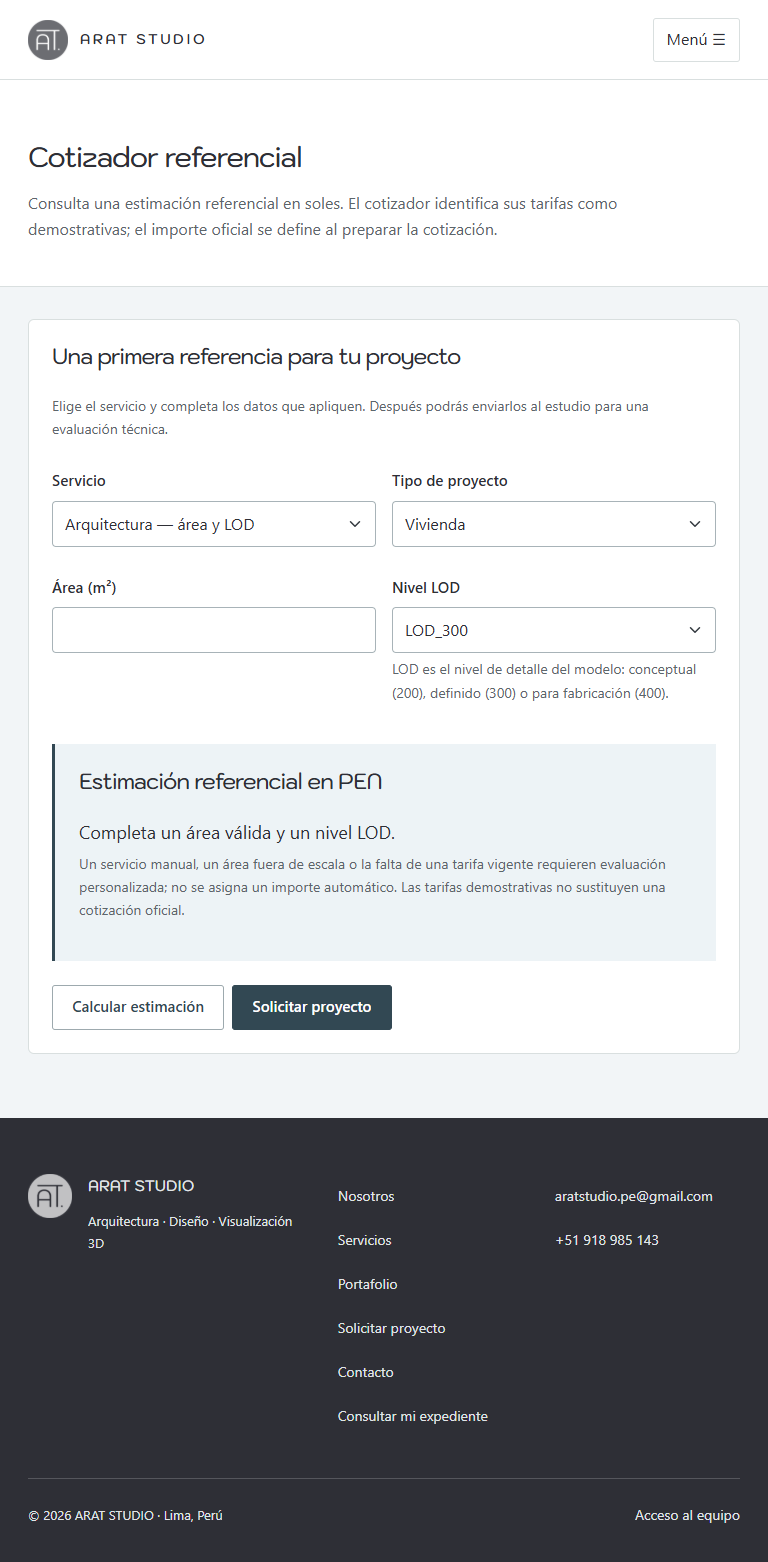 AT.
ARAT STUDIO
Menú ☰
Cotizador referencial
Consulta una estimación referencial en soles. El cotizador identifica sus tarifas como
demostrativas; el importe oficial se define al preparar la cotización.
Una primera referencia para tu proyecto
Elige el servicio y completa los datos que apliquen. Después podrás enviarlos al estudio para una
evaluación técnica.
Servicio
Tipo de proyecto
Arquitectura — área y LOD
Vivienda
Área (m²)
Nivel LOD
LOD_300
LOD es el nivel de detalle del modelo: conceptual
(200), definido (300) o para fabricación (400).
Estimación referencial en PEN
Completa un área válida y un nivel LOD.
Un servicio manual, un área fuera de escala o la falta de una tarifa vigente requieren evaluación
personalizada; no se asigna un importe automático. Las tarifas demostrativas no sustituyen una
cotización oficial.
Calcular estimación
Solicitar proyecto
AT.
ARAT STUDIO
Arquitectura · Diseño · Visualización
3D
Nosotros
Servicios
Portafolio
Solicitar proyecto
Contacto
Consultar mi expediente
aratstudio.pe@gmail.com
+51 918 985 143
© 2026 ARAT STUDIO · Lima, Perú
Acceso al equipo